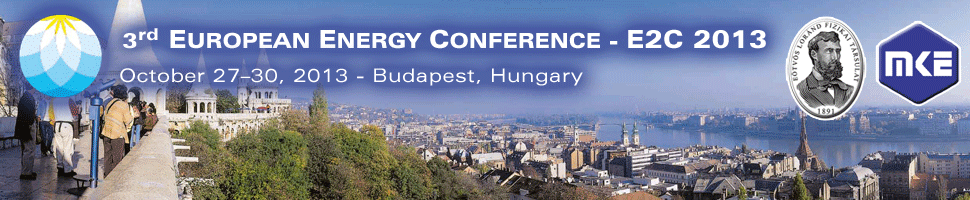 3rd EUROPEAN ENERGY CONFERENCE - E2C 2013
October 27–30, 2013 - Budapest, Hungary
EÖTVÖS LORÁND FIZIKAI TÁRSULAT
1891
MKE